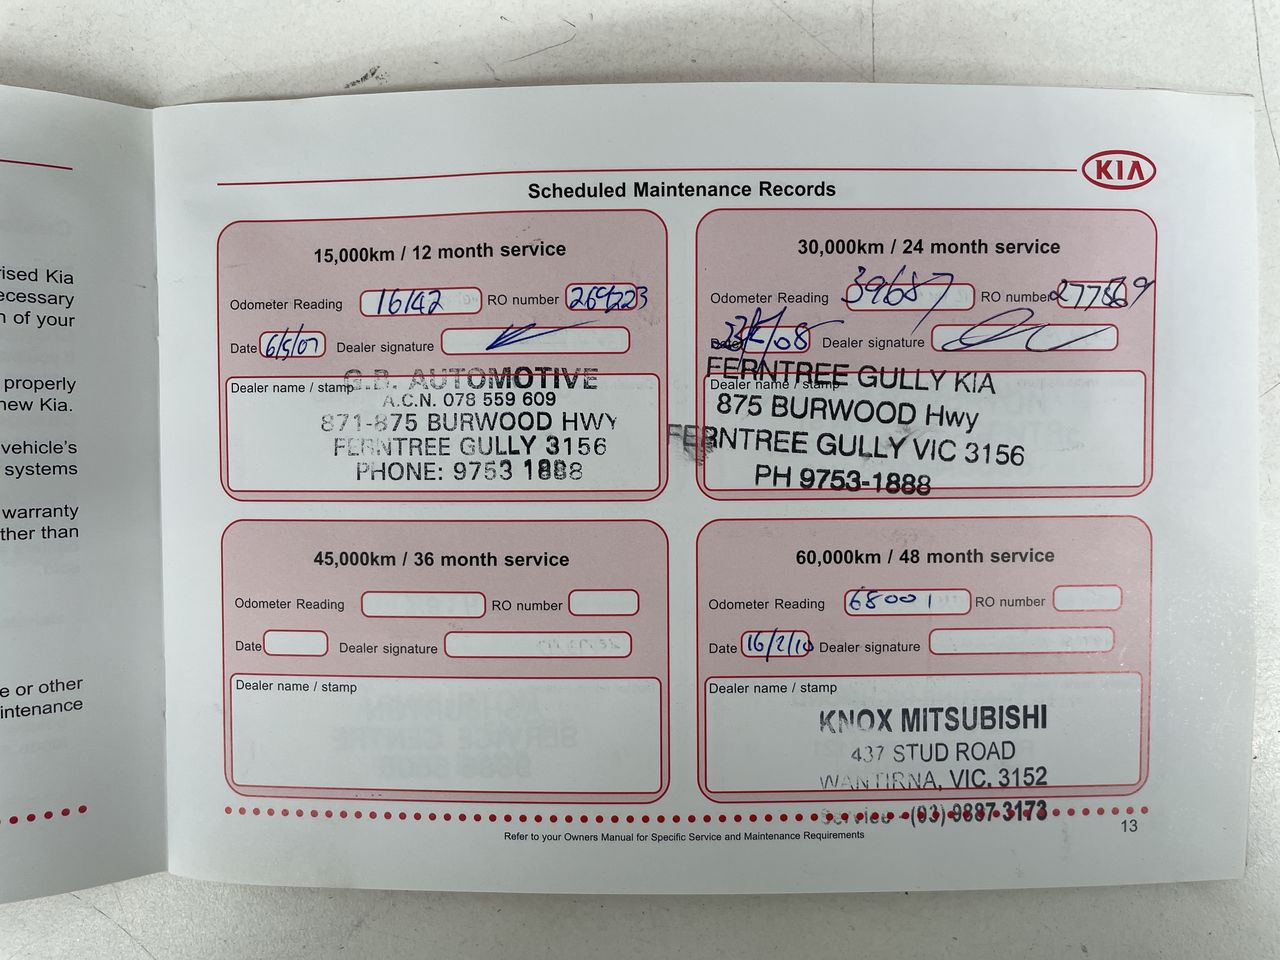 rised Kia
ecessary
n of your
properly
new Kia.
vehicle's
systems
warranty
ther than
e or other
intenance
KIA
Scheduled Maintenance Records
15,000km / 12 month service
Odometer Reading 16142 RO number
Date 6/5/07 Dealer signature
Dealer name / stamp
G.B. AUTOMOTIVE
A.C.N. 078 559 609
871-875 BURWOOD HWY
FERNTREE GULLY 3156
PHONE: 9753 1888
30,000km / 24 month service
Odometer Reading 39687 RO number
Date Dealer signature
Dealer name / stamp
FERNTREE GULLY KIA
875 BURWOOD Hwy
FERNTREE GULLY VIC 3156
PH 9753-1888
45,000km / 36 month service
Odometer Reading RO number
Date Dealer signature
Dealer name / stamp
60,000km / 48 month service
Odometer Reading 68001 RO number
Date 16/2/10 Dealer signature
Dealer name / stamp
KNOX MITSUBISHI
437 STUD ROAD
WANTIRNA, VIC. 3152
Service - (03) 9887 3173
Refer to your Owners Manual for Specific Service and Maintenance Requirements
13